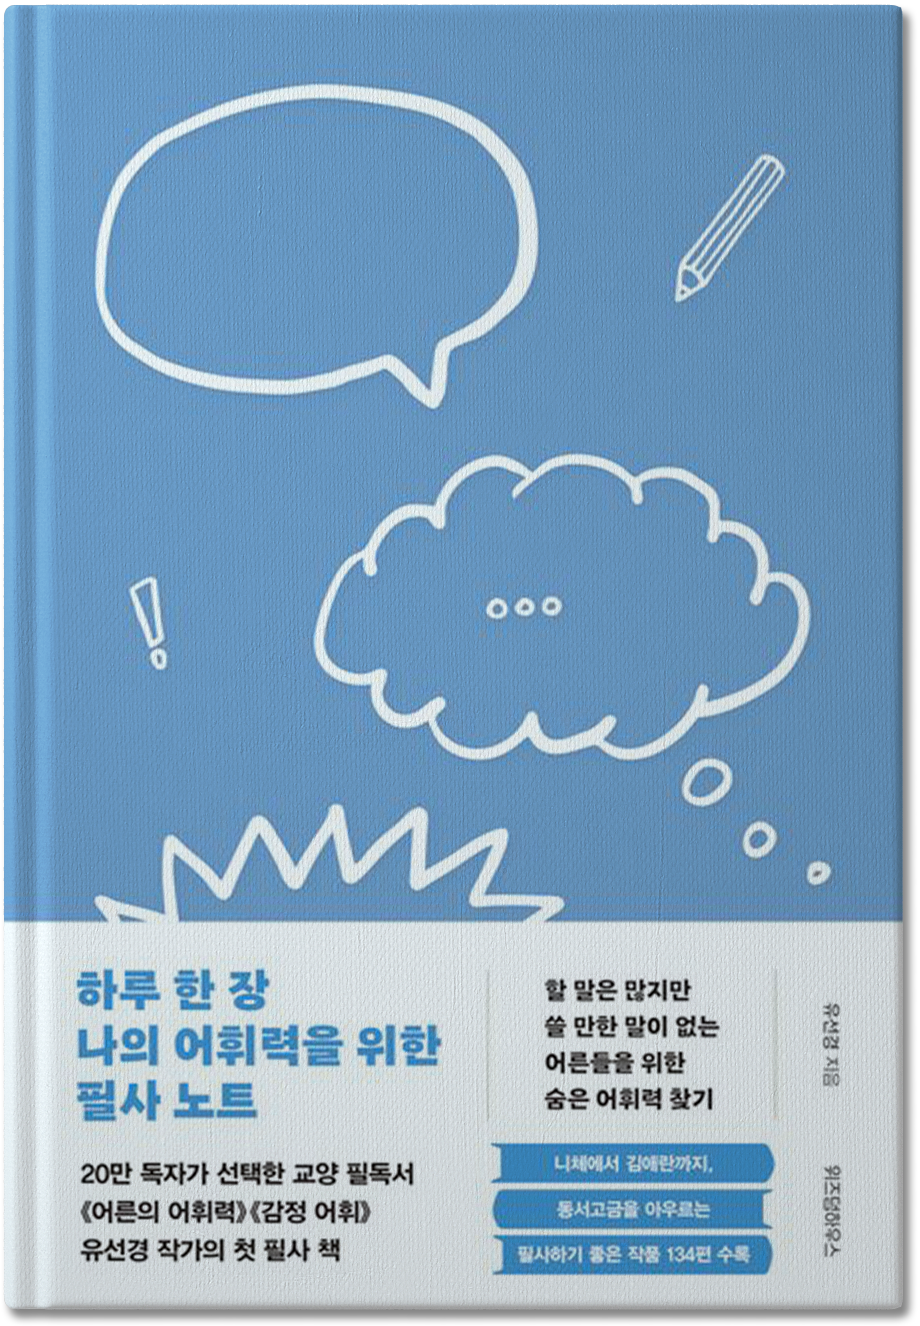 하루 한 장
나의 어휘력을 위한
필사 노트
할 말은 많지만
쓸 만한 말이 없는
어른들을 위한
숨은 어휘력 찾기
유선경 지음
20만 독자가 선택한 교양 필독서
《어른의 어휘력》《감정 어휘》
유선경 작가의 첫 필사 책
니체에서 김애란까지,
동서고금을 아우르는
필사하기 좋은 작품 134편 수록
위즈덤하우스